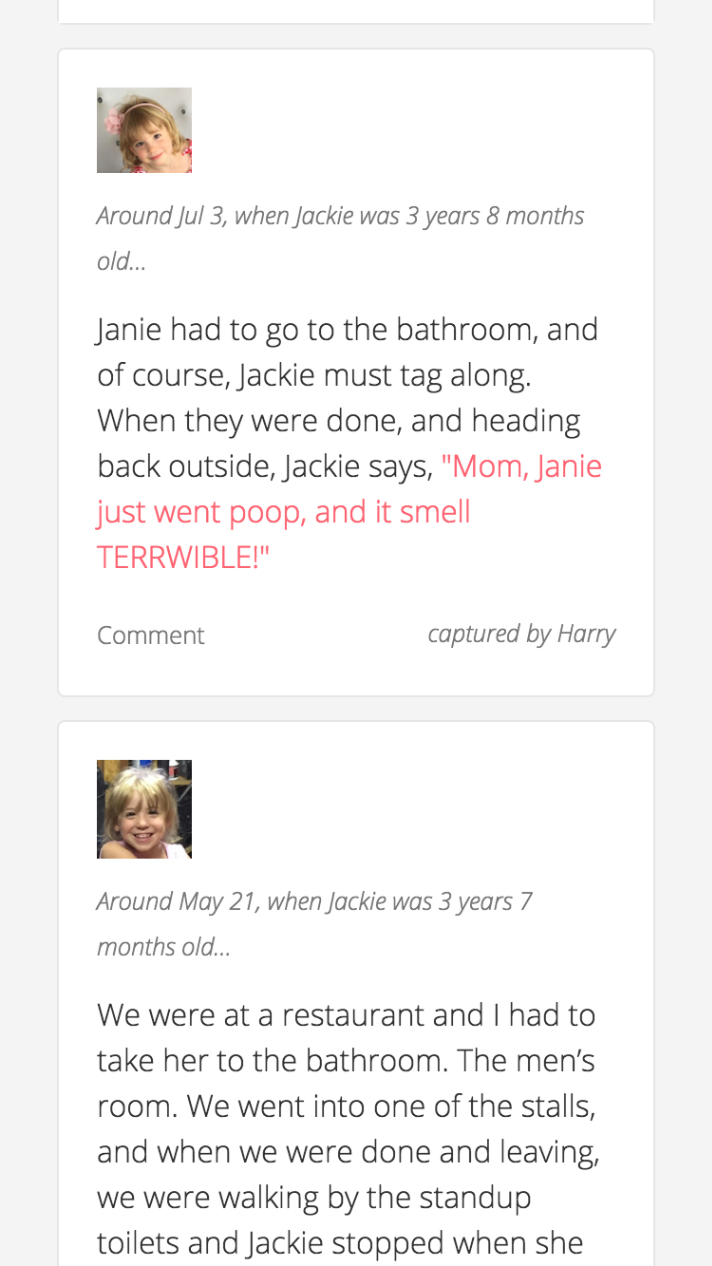 Around Jul 3, when Jackie was 3 years 8 months
old...
Janie had to go to the bathroom, and
of course, Jackie must tag along.
When they were done, and heading
back outside, Jackie says, "Mom, Janie
just went poop, and it smell
TERRWIBLE!"
Comment captured by Harry
Around May 21, when Jackie was 3 years 7
months old...
We were at a restaurant and I had to
take her to the bathroom. The men’s
room. We went into one of the stalls,
and when we were done and leaving,
we were walking by the standup
toilets and Jackie stopped when she